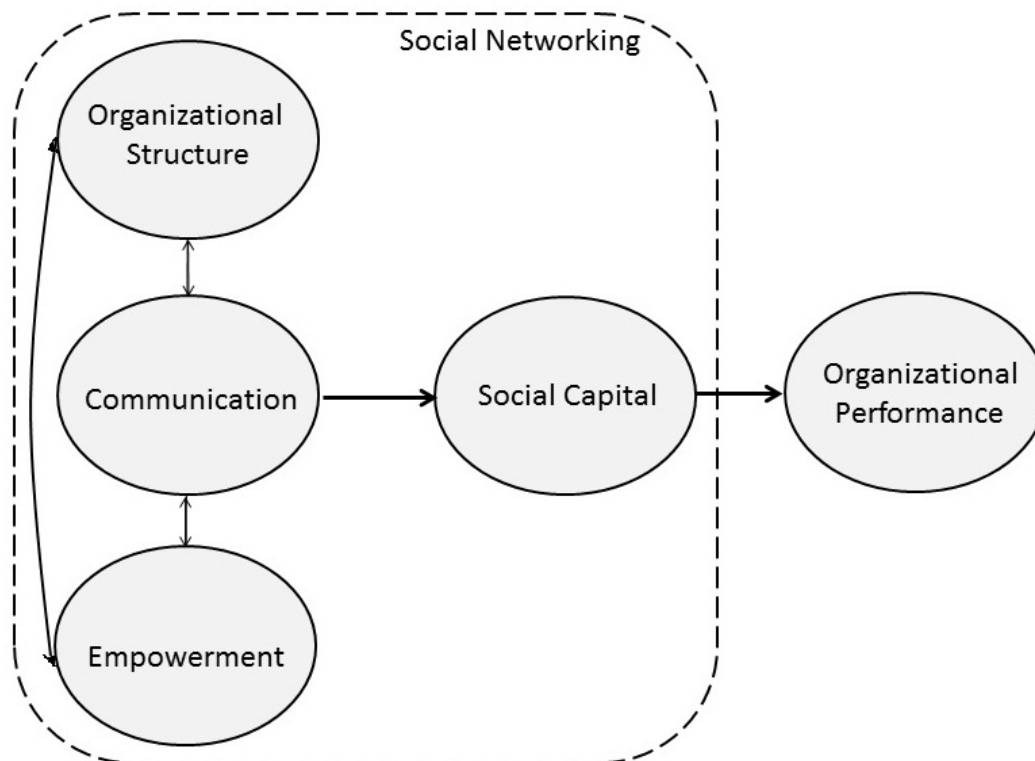 Social Networking
Organizational
Structure
Communication
Social Capital
Organizational
Performance
Empowerment